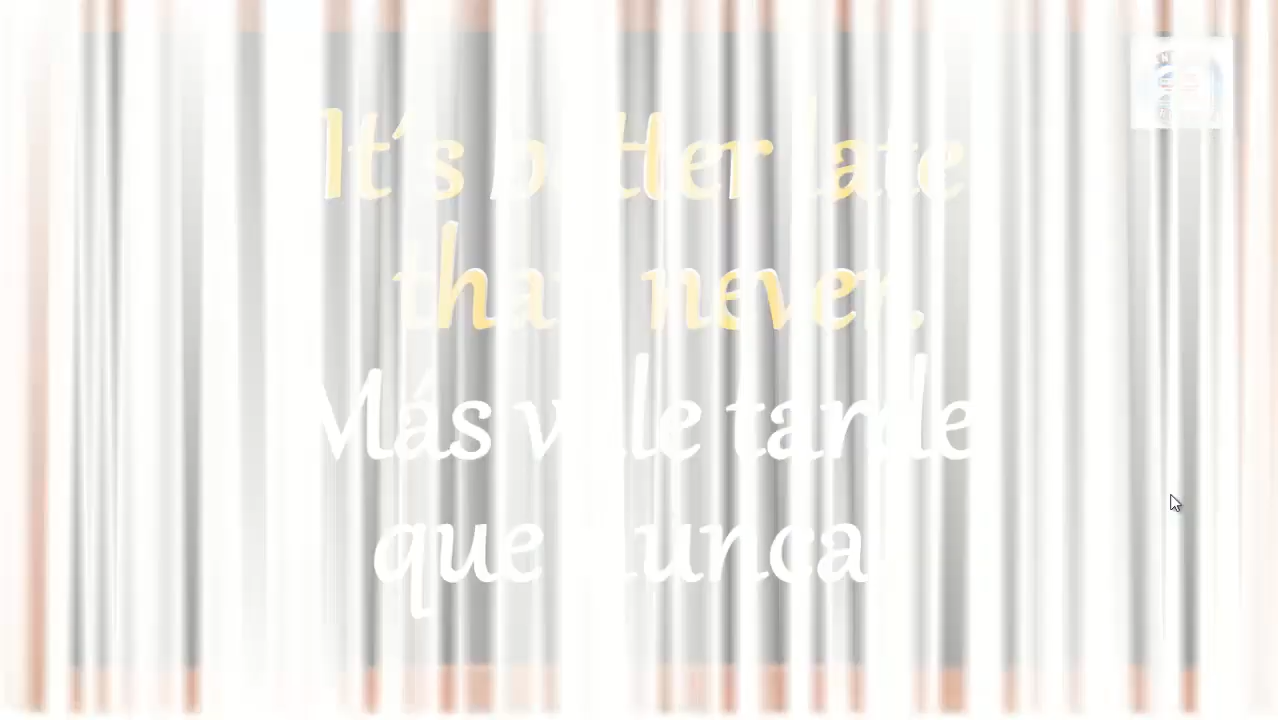 It's better late
than never.
Más vale tarde
que nunca